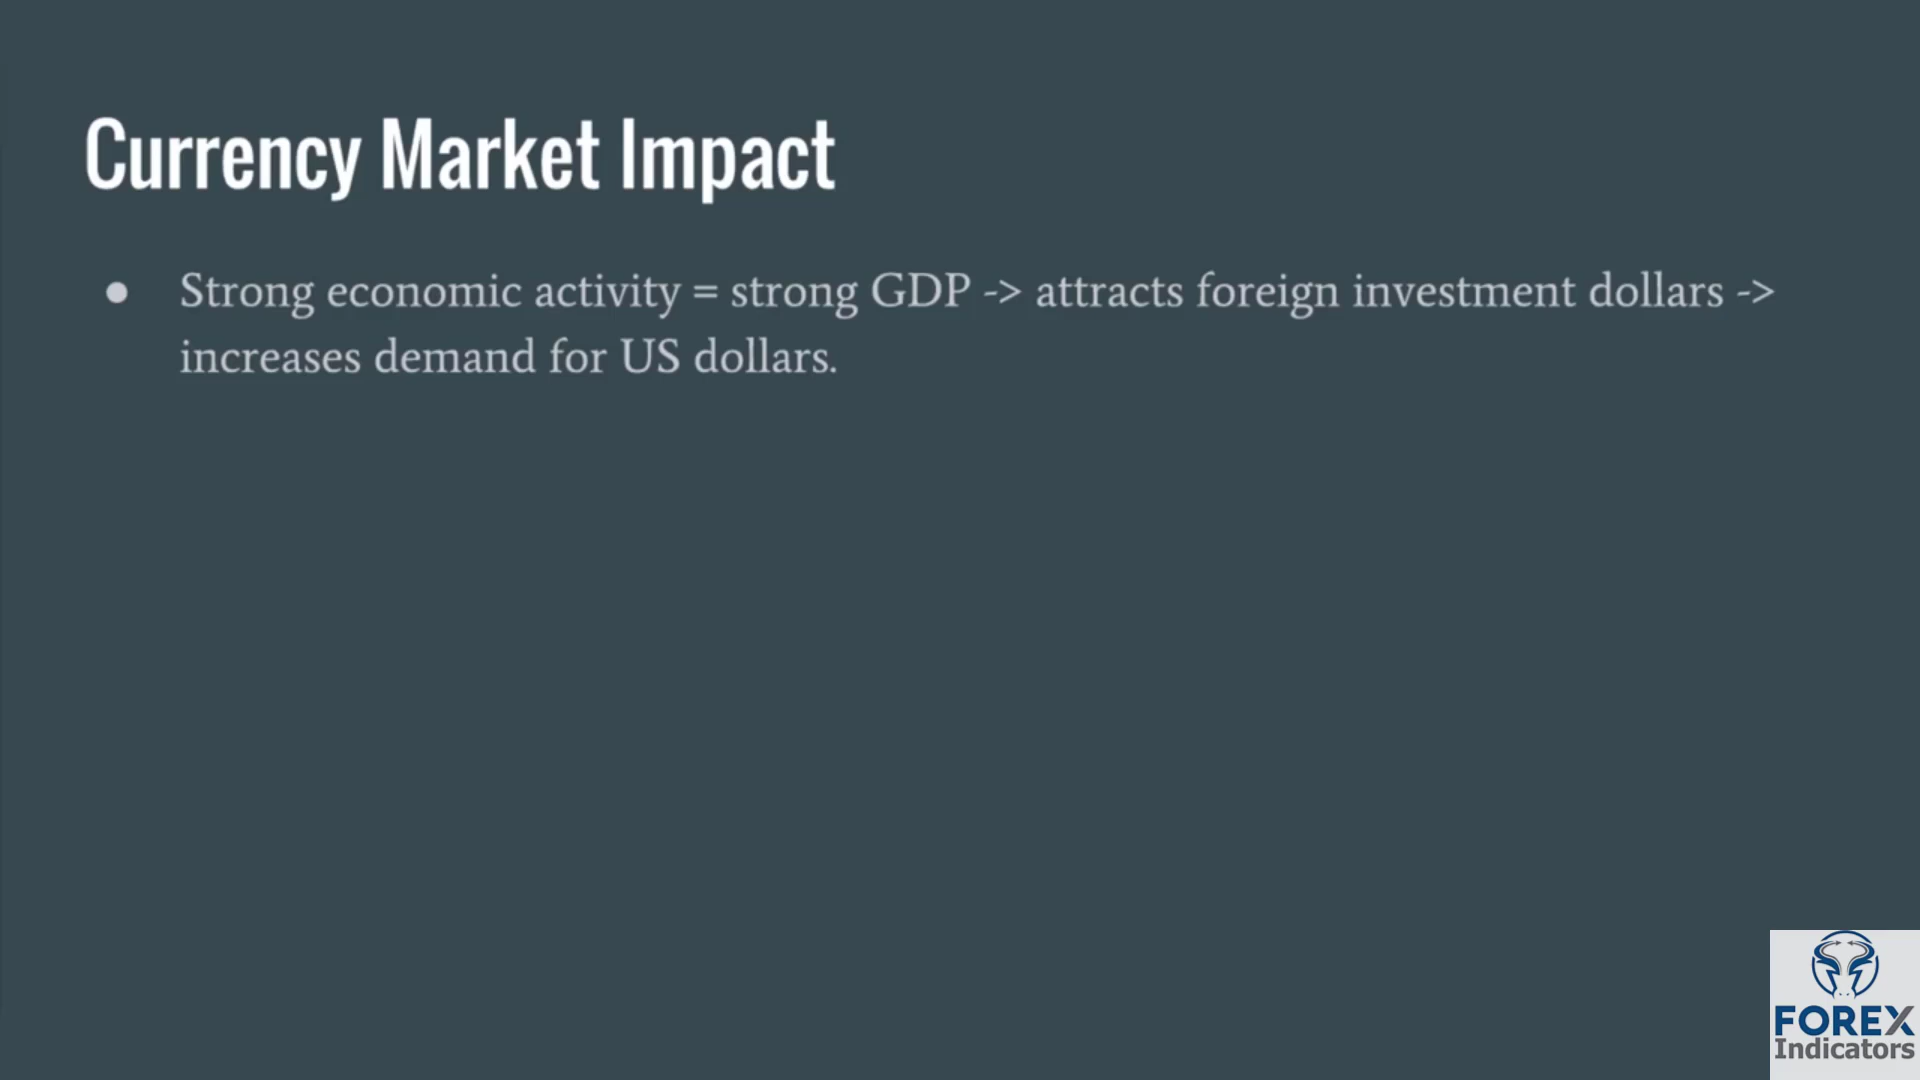 Currency Market Impact
● Strong economic activity = strong GDP -> attracts foreign investment dollars ->
increases demand for US dollars.
FOREX
Indicators